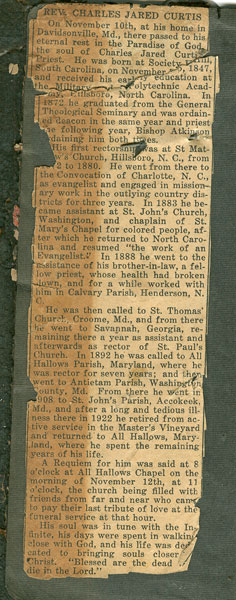 REV. CHARLES JARED CURTIS
On November 10th, at his home in
Davidsonville, Md., there passed to his
eternal rest in the Paradise of God,
the soul of Charles Jared Curtis
Priest. He was born at Society Hill,
South Carolina, on November 1847,
and received his early education at
Military Polytechnic Acad-
Hillsboro, North Carolina. In
1872 he graduated from the General
Theological Seminary and was ordain-
deacon in the same year and priest
following year, Bishop Atkinson
both
His first rectorship was at St. Mat-
Church, Hillsboro, N. C., from
2 to 1880. He went from there to
the Convocation of Charlotte, N. C.,
as evangelist and engaged in mission-
ary work in the outlying country dis-
tricts for three years. In 1883 he be-
came assistant at St. John's Church,
Washington, and chaplain of St.
Mary's Chapel for colored people, af-
ter which he returned to North Caro-
lina and resumed "the work of an
Evangelist." In 1888 he went to the
assistance of his brother-in-law, a fel-
low priest, whose health had broken
down, and for a while worked with
him in Calvary Parish, Henderson, N.
C.
He was then called to St. Thomas'
Church, Croome, Md., and from there
he went to Savannah, Georgia, re-
maining there a year as assistant and
afterwards as rector of St. Paul's
Church. In 1892 he was called to All
Hallows Parish, Maryland, where he
was rector for seven years; and then
went to Antietam Parish, Washington
county, Md. From there he went in
1908 to St. John's Parish, Accokeek
Md., and after a long and tedious ill-
ness there in 1922 he retired from ac-
tive service in the Master's Vineyard
and returned to All Hallows, Mary-
land, where he spent the remaining
years of his life.
A Requiem for him was said at 8
o'clock at All Hallows Chapel on the
morning of November 12th, at 11
o'clock, the church being filled with
friends from far and near who came
to pay their last tribute of love at the
funeral service at that hour.
His soul was in tune with the In-
finite, his days were spent in walking
close with God, and his life was ded
cated to bringing souls closer
Christ. "Blessed are the dead
die in the Lord."